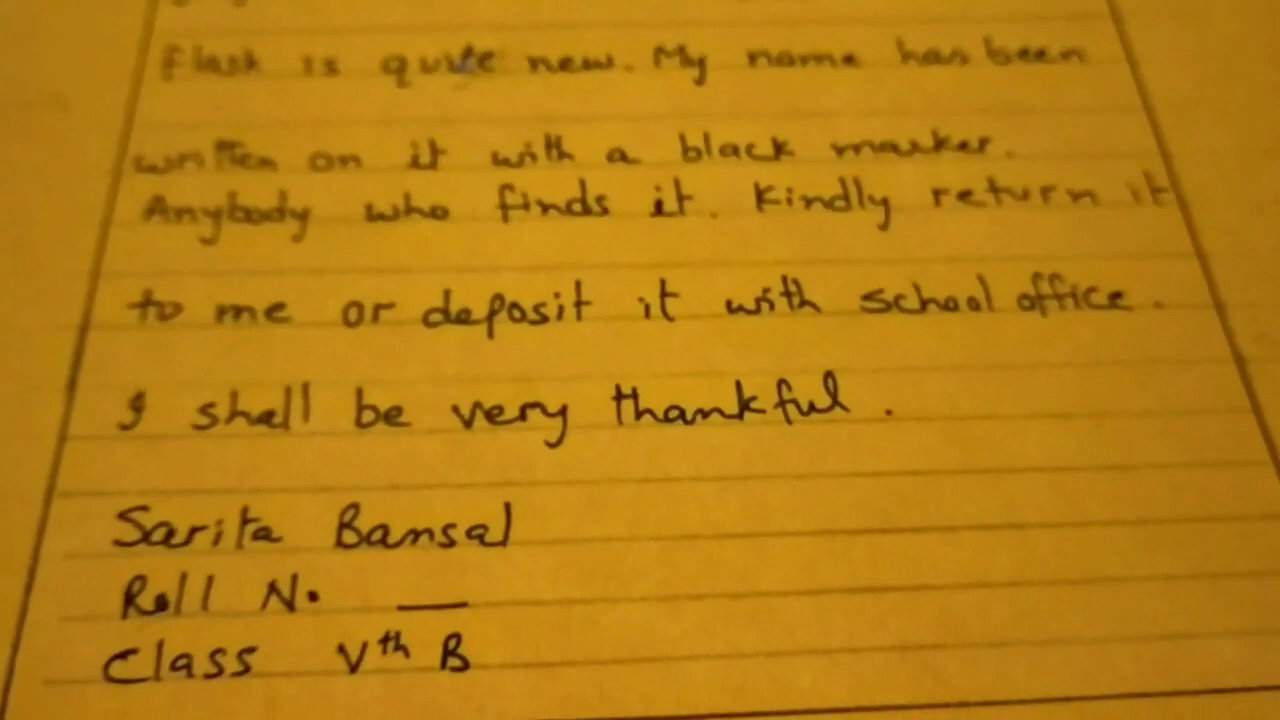 flask is quite new. My name has been
written on it with a black marker.
Anybody who finds it. Kindly return it
to me or deposit it with school office.
I shall be very thankful.
Sarita Bansal
Roll No. __
Class Vth B